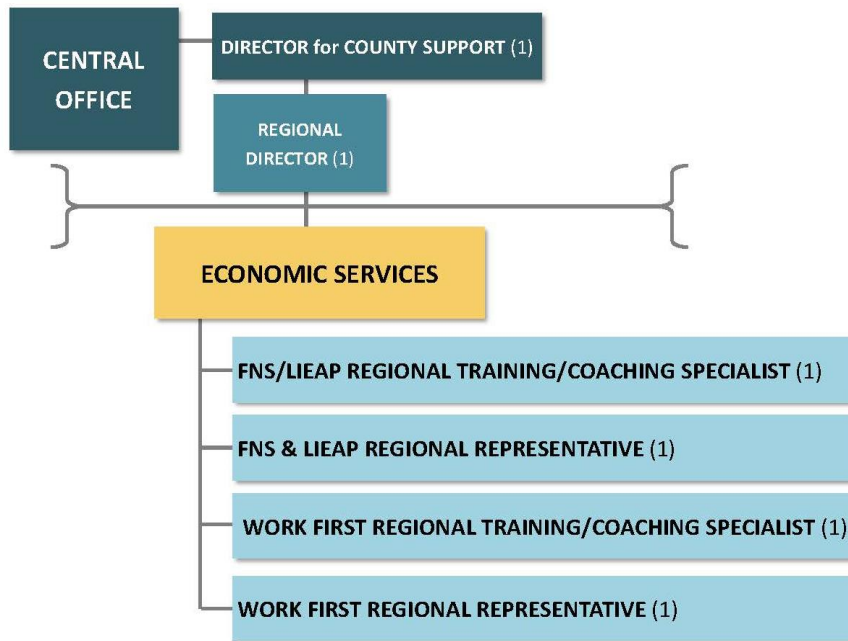 CENTRAL
OFFICE
DIRECTOR for COUNTY SUPPORT (1)
REGIONAL
DIRECTOR (1)
ECONOMIC SERVICES
FNS/LIEAP REGIONAL TRAINING/COACHING SPECIALIST (1)
FNS & LIEAP REGIONAL REPRESENTATIVE (1)
WORK FIRST REGIONAL TRAINING/COACHING SPECIALIST (1)
WORK FIRST REGIONAL REPRESENTATIVE (1)